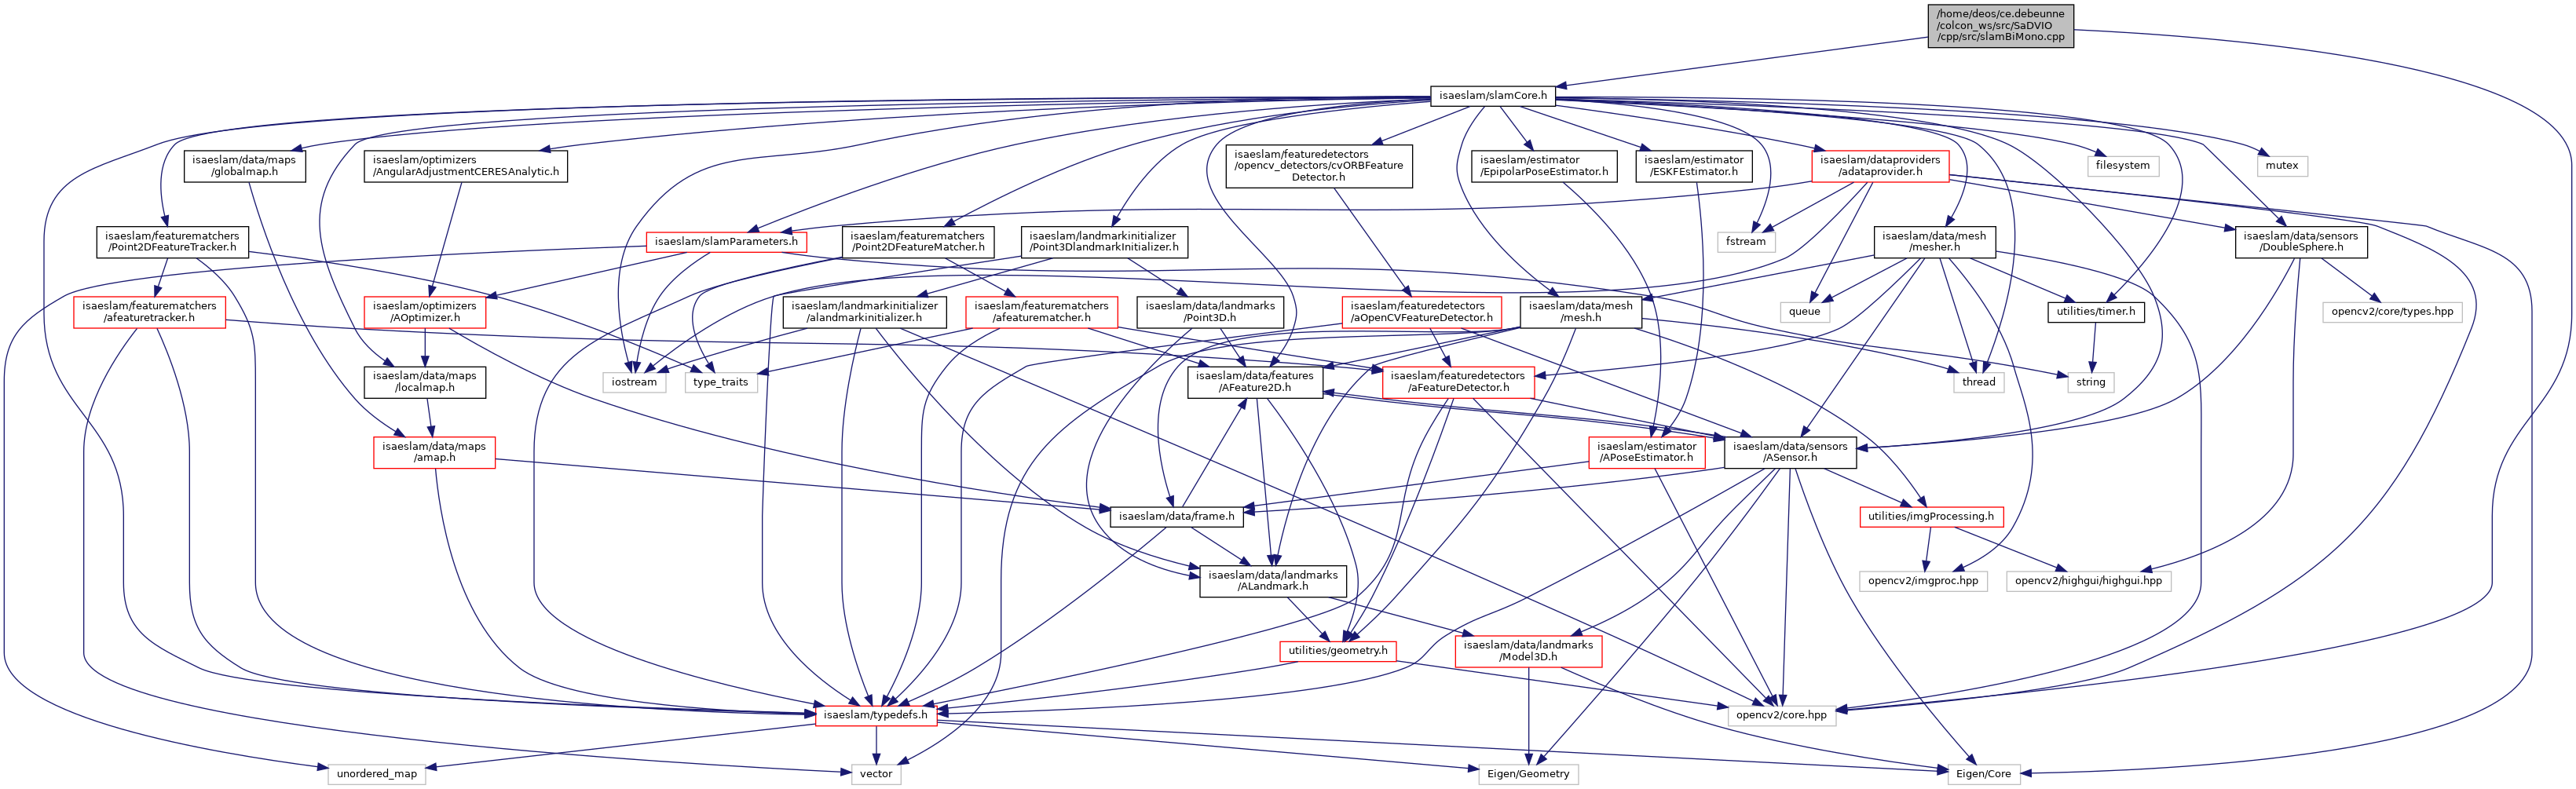 /home/deos/ce.debeunne
/colcon_ws/src/SaDVIO
/cpp/src/slamBiMono.cpp
isaeslam/slamCore.h
isaeslam/data/maps
/globalmap.h
isaeslam/optimizers
/AngularAdjustmentCERESAnalytic.h
isaeslam/featuredetectors
/opencv_detectors/cvORBFeature
Detector.h
isaeslam/estimator
/EpipolarPoseEstimator.h
isaeslam/estimator
/ESKFEstimator.h
isaeslam/dataproviders
/adataprovider.h
filesystem
mutex
isaeslam/featurematchers
/Point2DFeatureTracker.h
isaeslam/slamParameters.h
isaeslam/featurematchers
/Point2DFeatureMatcher.h
isaeslam/landmarkinitializer
/Point3DlandmarkInitializer.h
fstream
isaeslam/data/mesh
/mesher.h
isaeslam/data/sensors
/DoubleSphere.h
isaeslam/featurematchers
/afeaturetracker.h
isaeslam/optimizers
/AOptimizer.h
isaeslam/landmarkinitializer
/alandmarkinitializer.h
isaeslam/featurematchers
/afeaturematcher.h
isaeslam/data/landmarks
/Point3D.h
isaeslam/featuredetectors
/aOpenCVFeatureDetector.h
isaeslam/data/mesh
/mesh.h
queue
utilities/timer.h
opencv2/core/types.hpp
isaeslam/data/maps
/localmap.h
iostream
type_traits
isaeslam/data/features
/AFeature2D.h
isaeslam/featuredetectors
/aFeatureDetector.h
thread
string
isaeslam/data/maps
/amap.h
isaeslam/estimator
/APoseEstimator.h
isaeslam/data/sensors
/ASensor.h
isaeslam/data/frame.h
utilities/imgProcessing.h
isaeslam/data/landmarks
/ALandmark.h
opencv2/imgproc.hpp
opencv2/highgui/highgui.hpp
utilities/geometry.h
isaeslam/data/landmarks
/Model3D.h
isaeslam/typedefs.h
opencv2/core.hpp
unordered_map
vector
Eigen/Geometry
Eigen/Core